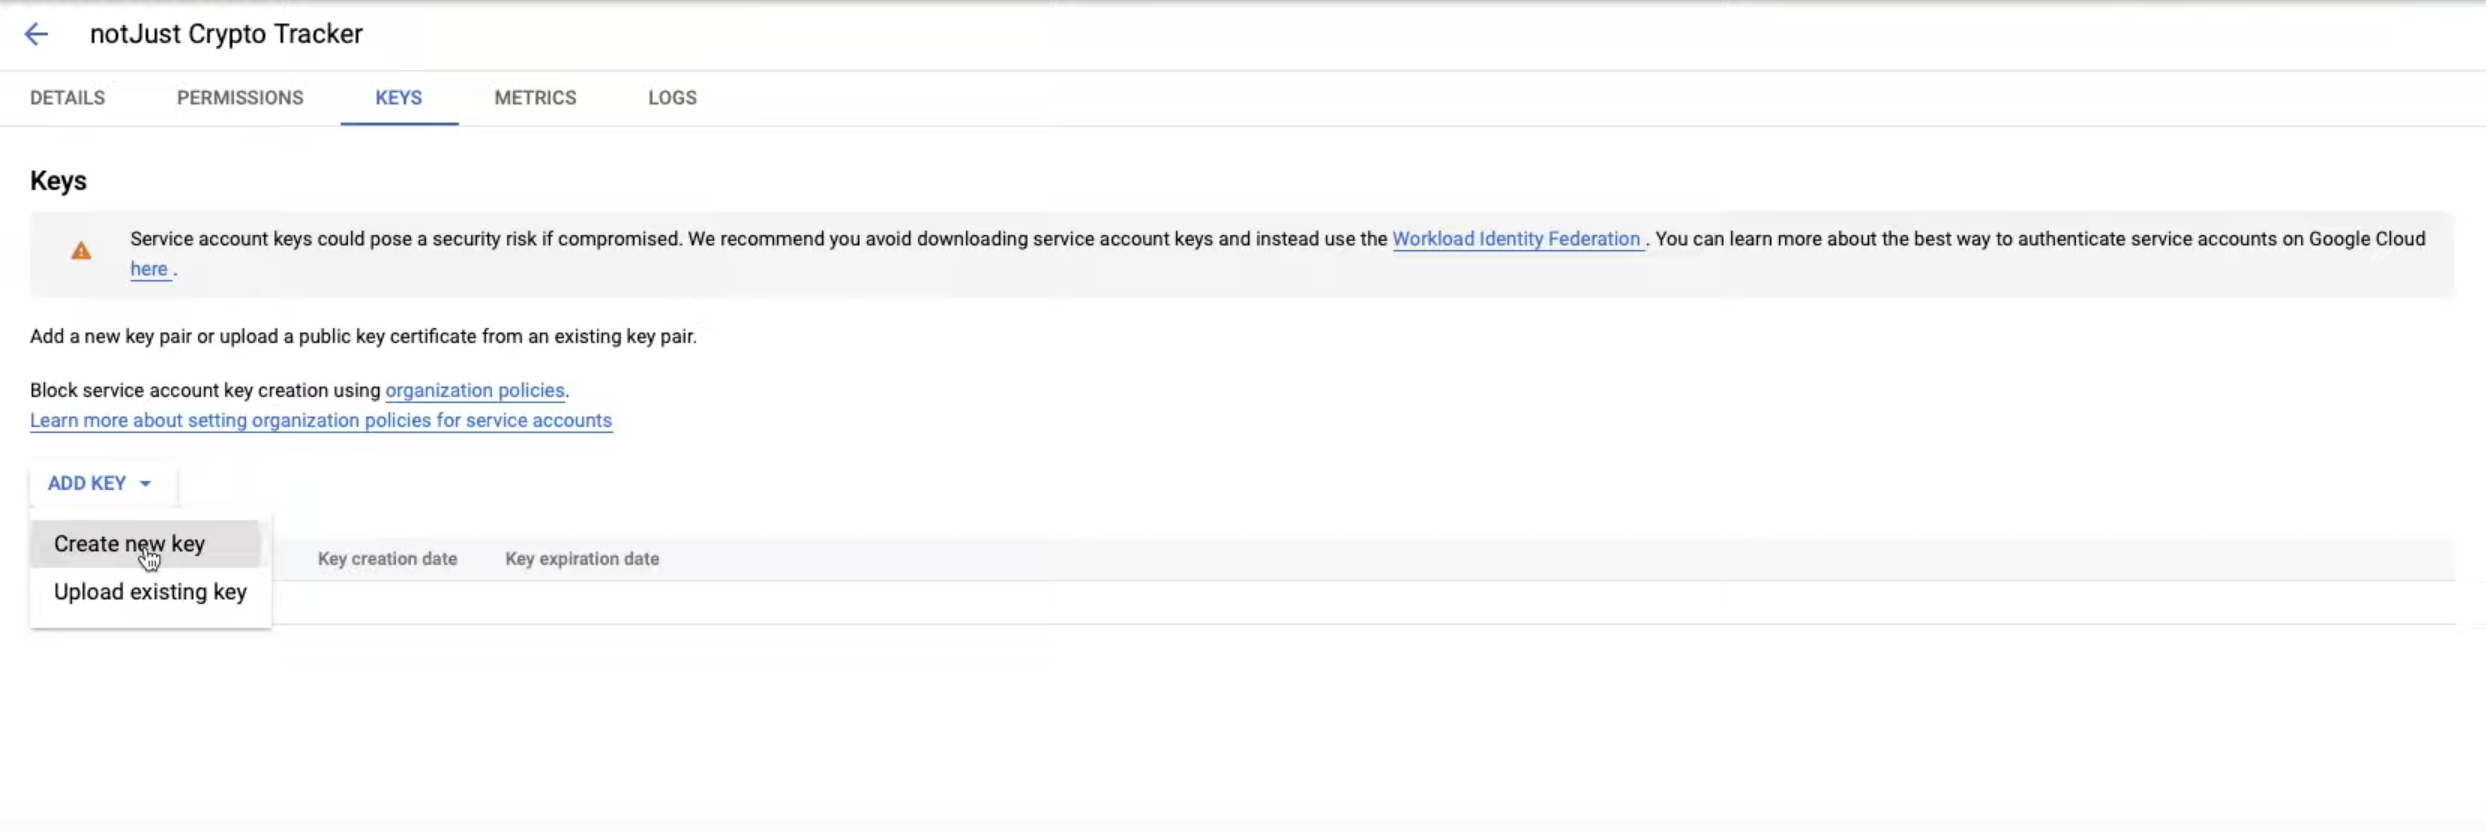 notJust Crypto Tracker
DETAILS PERMISSIONS KEYS METRICS LOGS
Keys
Service account keys could pose a security risk if compromised. We recommend you avoid downloading service account keys and instead use the Workload Identity Federation . You can learn more about the best way to authenticate service accounts on Google Cloud
here .
Add a new key pair or upload a public key certificate from an existing key pair.
Block service account key creation using organization policies.
Learn more about setting organization policies for service accounts
ADD KEY
Create new key
Key creation date Key expiration date
Upload existing key